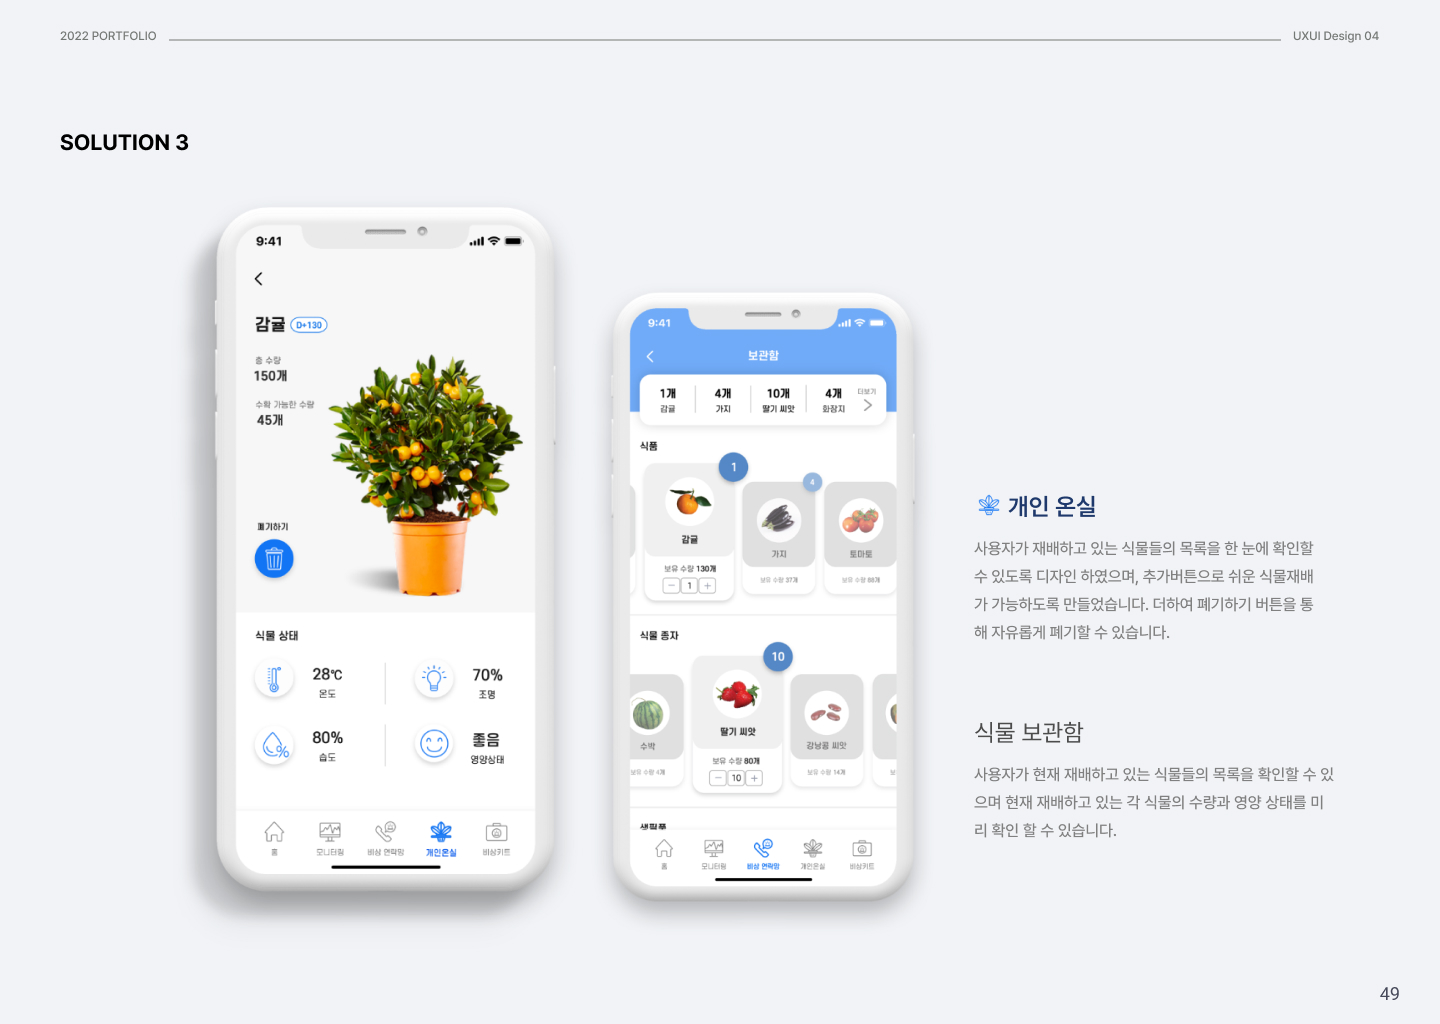 2022 PORTFOLIO
UXUI Design 04
SOLUTION 3
9:41
감귤 D+130
총 수량
150개
수확 가능한 수량
45개
폐기하기
식물 상태
28℃
온도
70%
조명
80%
습도
좋음
영양상태
홈
모니터링
비상 연락망
개인온실
비상키트
9:41
보관함
1개
감귤
4개
가지
10개
딸기 씨앗
4개
화장지
더보기
식품
1
감귤
보유 수량 130개
1
4
가지
보유 수량 37개
토마토
보유 수량 88개
식물 종자
수박
보유 수량 4개
10
딸기 씨앗
보유 수량 80개
10
강낭콩 씨앗
보유 수량 14개
생필품
홈
모니터링
비상 연락망
개인온실
비상키트
개인 온실
사용자가 재배하고 있는 식물들의 목록을 한 눈에 확인할
수 있도록 디자인 하였으며, 추가버튼으로 쉬운 식물재배
가 가능하도록 만들었습니다. 더하여 폐기하기 버튼을 통
해 자유롭게 폐기할 수 있습니다.
식물 보관함
사용자가 현재 재배하고 있는 식물들의 목록을 확인할 수 있
으며 현재 재배하고 있는 각 식물의 수량과 영양 상태를 미
리 확인 할 수 있습니다.
49